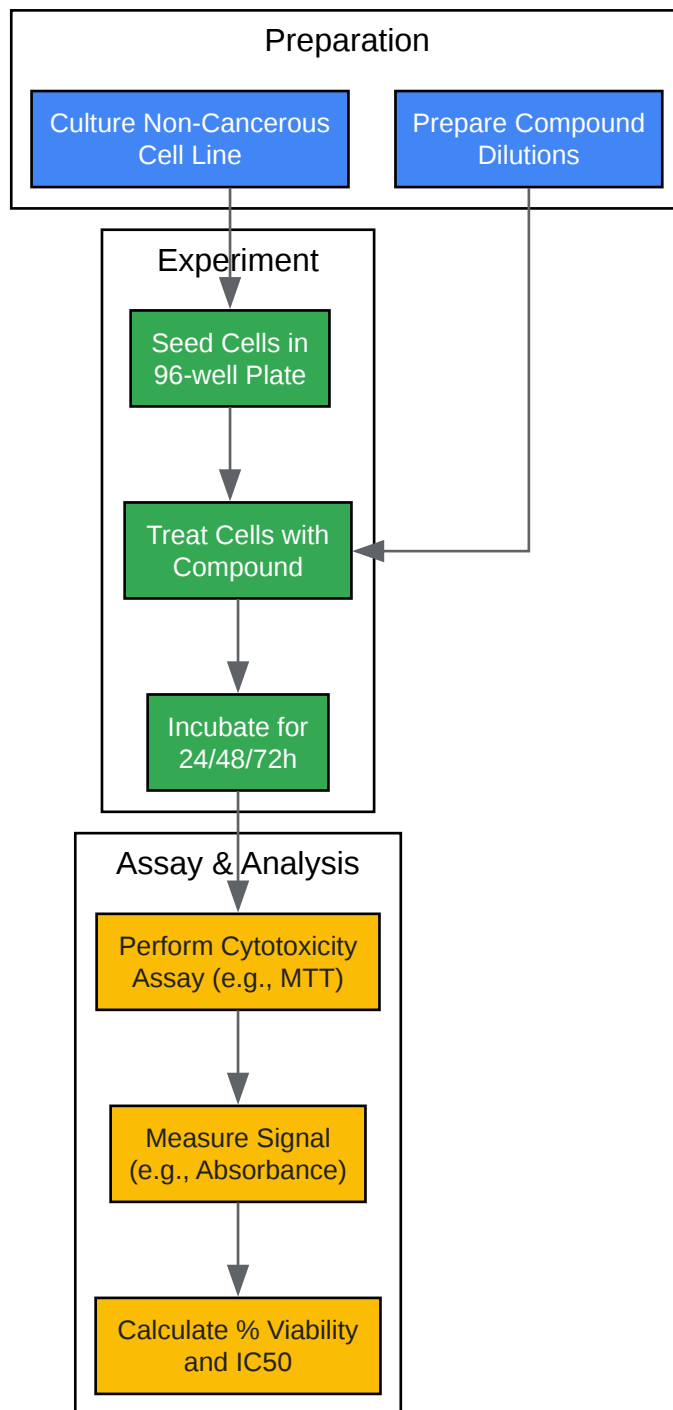 Preparation
Culture Non-Cancerous
Cell Line
Prepare Compound
Dilutions
Experiment
Seed Cells in
96-well Plate
Treat Cells with
Compound
Incubate for
24/48/72h
Assay & Analysis
Perform Cytotoxicity
Assay (e.g., MTT)
Measure Signal
(e.g., Absorbance)
Calculate % Viability
and IC50